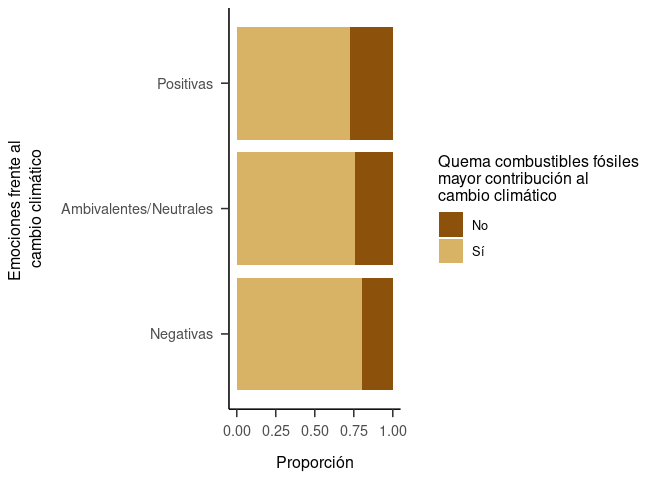 Emociones frente al
cambio climático
Positivas
Ambivalentes/Neutrales
Negativas
0.00 0.25 0.50 0.75 1.00
Proporción
Quema combustibles fósiles
mayor contribución al
cambio climático
No
Sí